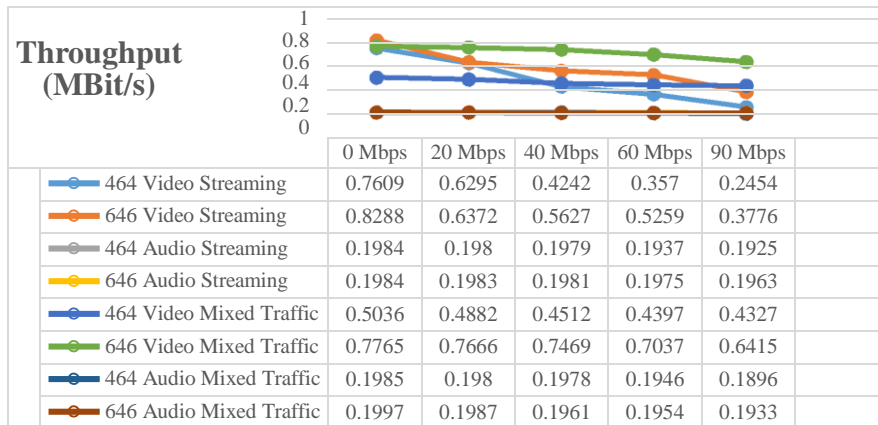 Throughput
(MBit/s)
1
0.8
0.6
0.4
0.2
0
0 Mbps 20 Mbps 40 Mbps 60 Mbps 90 Mbps
464 Video Streaming 0.7609 0.6295 0.4242 0.357 0.2454
646 Video Streaming 0.8288 0.6372 0.5627 0.5259 0.3776
464 Audio Streaming 0.1984 0.198 0.1979 0.1937 0.1925
646 Audio Streaming 0.1984 0.1983 0.1981 0.1975 0.1963
464 Video Mixed Traffic 0.5036 0.4882 0.4512 0.4397 0.4327
646 Video Mixed Traffic 0.7765 0.7666 0.7469 0.7037 0.6415
464 Audio Mixed Traffic 0.1985 0.198 0.1978 0.1946 0.1896
646 Audio Mixed Traffic 0.1997 0.1987 0.1961 0.1954 0.1933